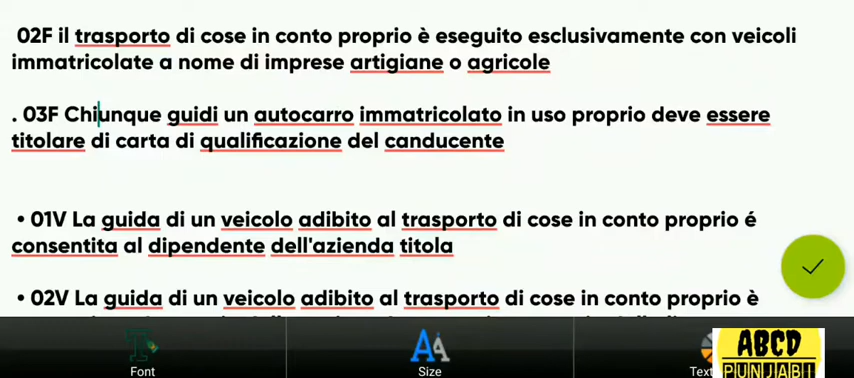 02F il trasporto di cose in conto proprio è eseguito esclusivamente con veicoli
immatricolate a nome di imprese artigiane o agricole
. 03F Chiunque guidi un autocarro immatricolato in uso proprio deve essere
titolare di carta di qualificazione del canducente
• 01V La guida di un veicolo adibito al trasporto di cose in conto proprio é
consentita al dipendente dell'azienda titola
• 02V La guida di un veicolo adibito al trasporto di cose in conto proprio è
Font
Size
Text
ABCD
PUNJABI